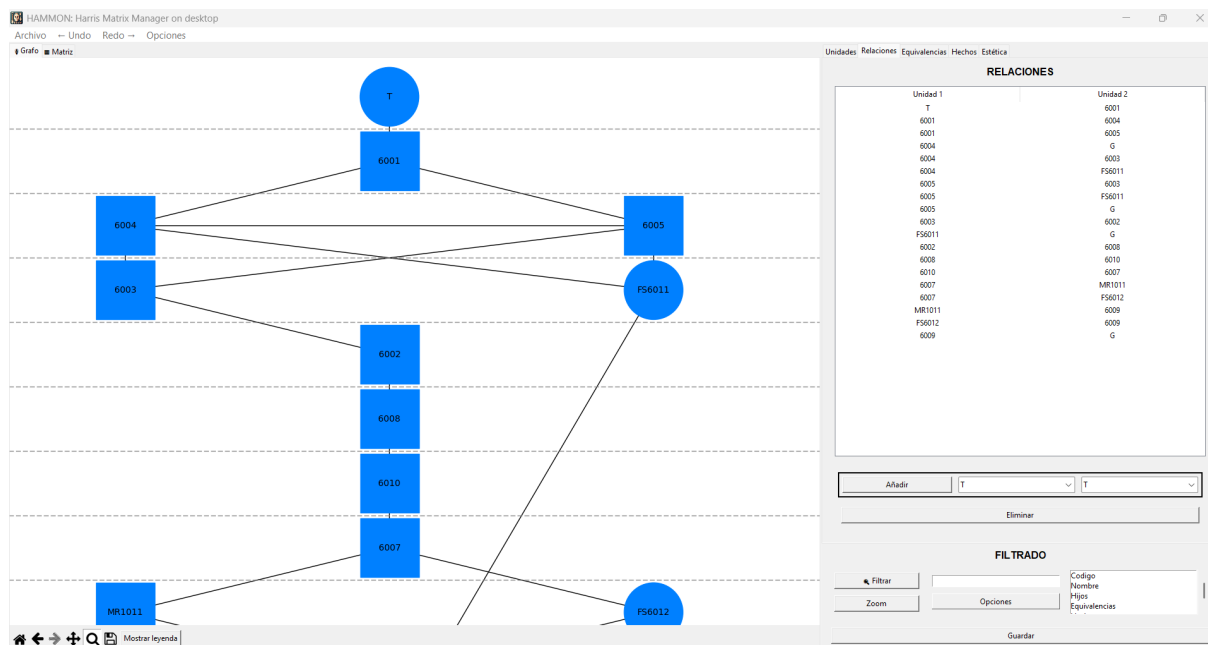 HAMMON: Harris Matrix Manager on desktop
Archivo ← Undo Redo → Opciones
Grafo Matriz
T
6001
6004 6005
6003 FS6011
6002
6008
6010
6007
MR1011 FS6012
Mostrar leyenda
Unidades Relaciones Equivalencias Hechos Estética
RELACIONES
Unidad 1 Unidad 2
T 6001
6001 6004
6001 6005
6004 G
6004 6003
6004 FS6011
6005 6003
6005 FS6011
6005 G
6003 6002
FS6011 G
6002 6008
6008 6010
6010 6007
6007 MR1011
6007 FS6012
MR1011 6009
FS6012 6009
6009 G
Añadir T T
Eliminar
FILTRADO
Filtrar
Zoom Opciones
Codigo
Nombre
Hijos
Equivalencias
Guardar